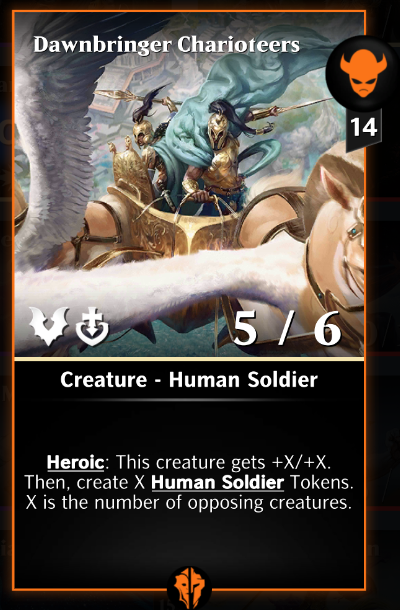 Dawnbringer Charioteers
14
5 / 6
Creature - Human Soldier
Heroic: This creature gets +X/+X.
Then, create X Human Soldier Tokens.
X is the number of opposing creatures.